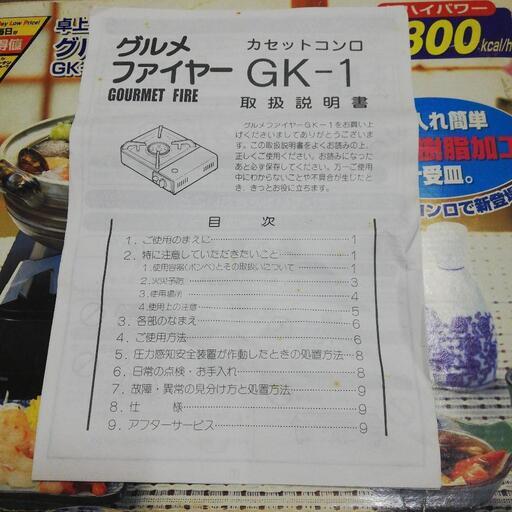 グルメ
ファイヤー
GOURMET FIRE
カセットコンロ
GK-1
取扱説明書
グルメファイヤーGK-1をお買い上
げくださいましてありがとうございま
す。この取扱説明書をよくお読みの上、
正しくご使用ください。お読みになった
あと必ず保存してください。万一ご使用
中にわからないことや不具合が生じたと
き、きっとお役に立ちます。
目 次
1. ご使用のまえに 1
2. 特に注意していただきたいこと 1
1.使用容器(ボンベ)とその取扱いについて 1
2.火災予防 3
3.使用場所 4
4.使用上の注意 5
3. 各部のなまえ 6
4. ご使用方法 6
5. 圧力感知安全装置が作動したときの処置方法 8
6. 日常の点検・お手入れ 8
7. 故障・異常の見分け方と処置方法 9
8. 仕 様 9
9. アフターサービス 9
卓上
グル
GK-
ハイパワー
800 kcal/h
入れ簡単
樹脂加工
受皿。
コンロで新登場